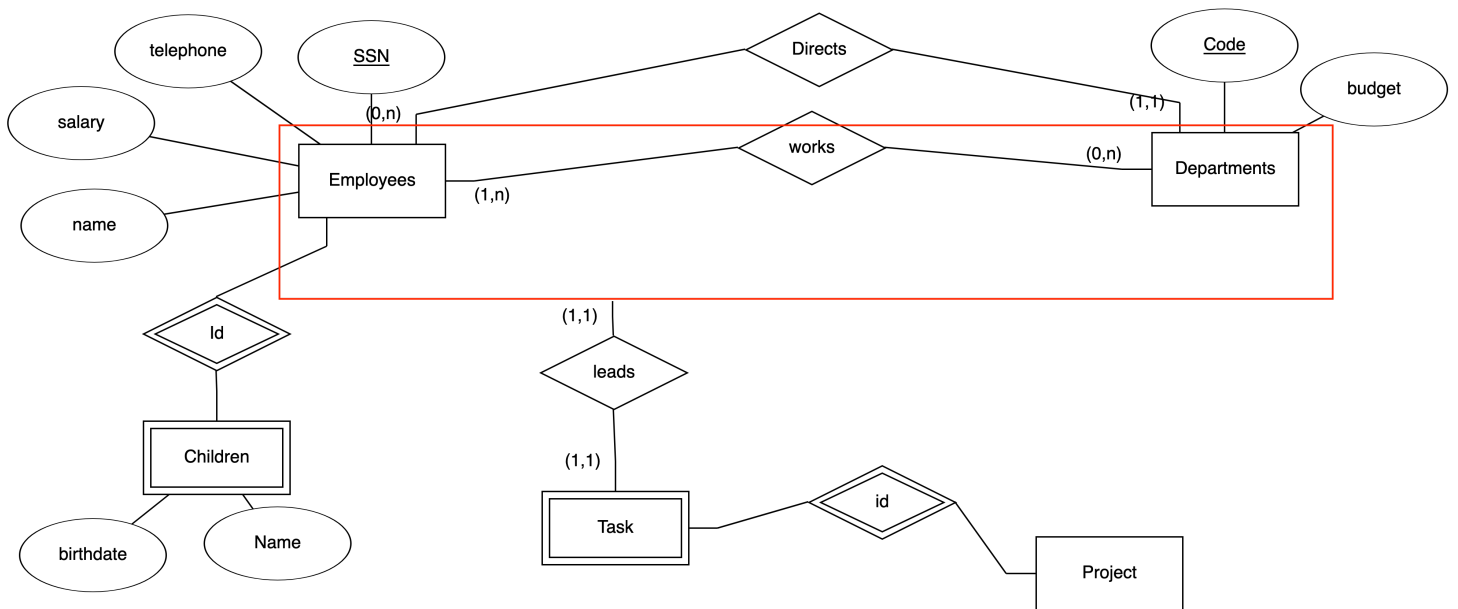 telephone
SSN
Directs
Code
budget
salary
(0,n)
(1,1)
works
(0,n)
Employees
Departments
(1,n)
name
Id
(1,1)
leads
Children
(1,1)
Task
id
birthdate
Name
Project